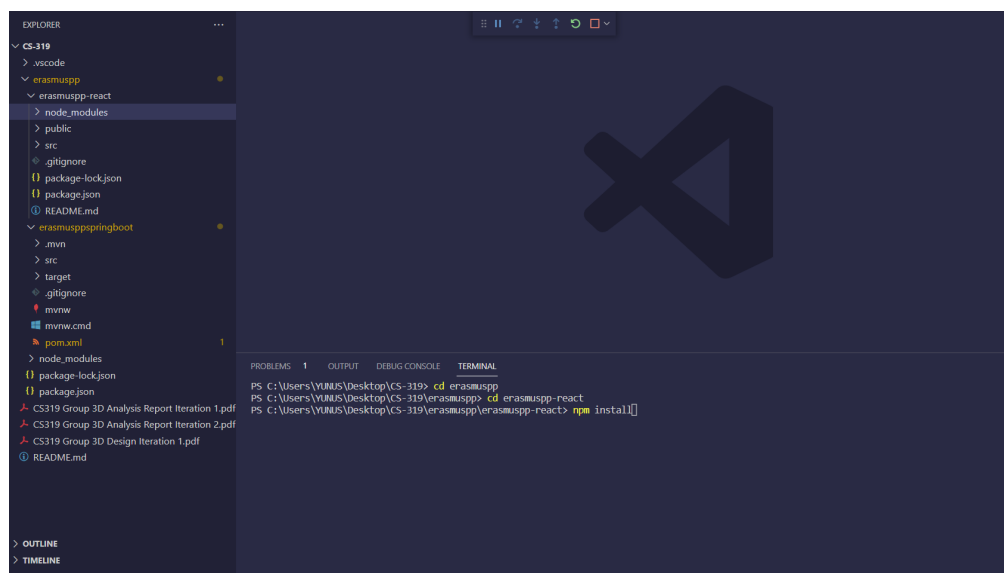 EXPLORER
CS-319
.vscode
erasmuspp
erasmuspp-react
node_modules
public
src
.gitignore
{} package-lock.json
{} package.json
README.md
erasmusppspringboot
.mvn
src
target
.gitignore
mvnw
mvnw.cmd
pom.xml 1
node_modules
{} package-lock.json
{} package.json
CS319 Group 3D Analysis Report Iteration 1.pdf
CS319 Group 3D Analysis Report Iteration 2.pdf
CS319 Group 3D Design Iteration 1.pdf
README.md
OUTLINE
TIMELINE
PROBLEMS 1 OUTPUT DEBUG CONSOLE TERMINAL
PS C:\Users\YUNUS\Desktop\CS-319> cd erasmuspp
PS C:\Users\YUNUS\Desktop\CS-319\erasmuspp> cd erasmuspp-react
PS C:\Users\YUNUS\Desktop\CS-319\erasmuspp\erasmuspp-react> npm install